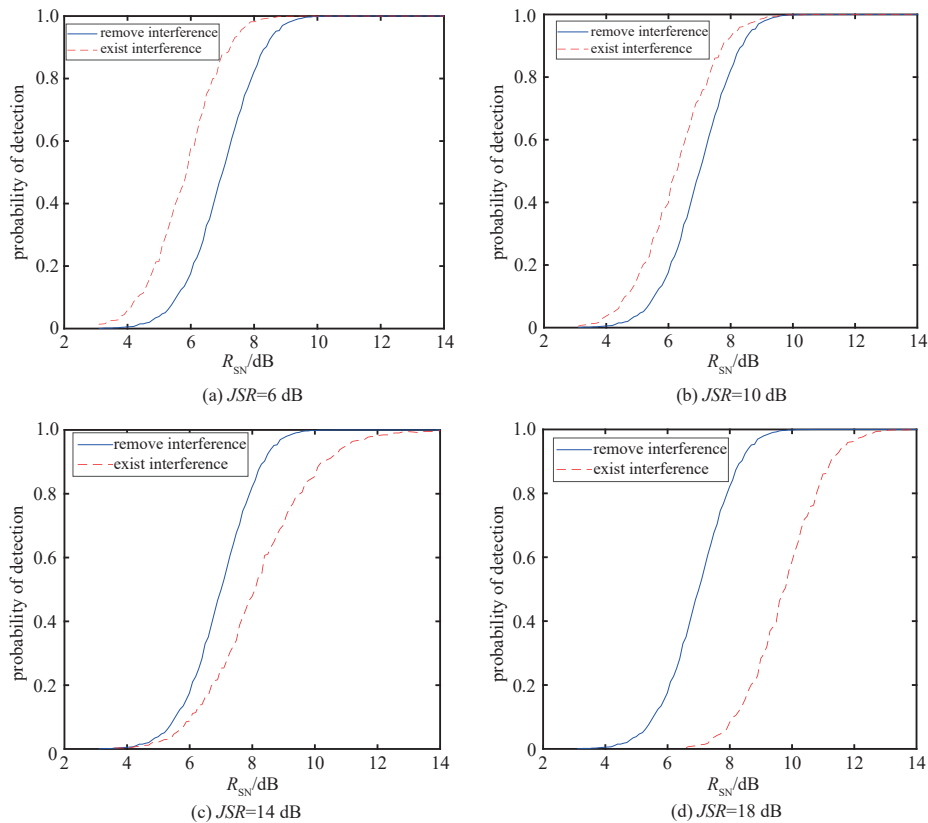 1.0
0.8
0.6
0.4
0.2
0
probability of detection
remove interference
exist interference
2 4 6 8 10 12 14
R_SN/dB
(a) JSR=6 dB
1.0
0.8
0.6
0.4
0.2
0
probability of detection
remove interference
exist interference
2 4 6 8 10 12 14
R_SN/dB
(b) JSR=10 dB
1.0
0.8
0.6
0.4
0.2
0
probability of detection
remove interference
exist interference
2 4 6 8 10 12 14
R_SN/dB
(c) JSR=14 dB
1.0
0.8
0.6
0.4
0.2
0
probability of detection
remove interference
exist interference
2 4 6 8 10 12 14
R_SN/dB
(d) JSR=18 dB